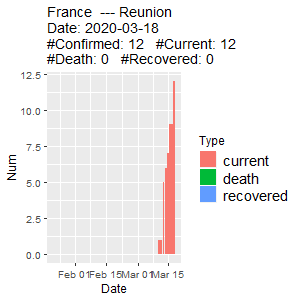 France --- Reunion
Date: 2020-03-18
#Confirmed: 12 #Current: 12
#Death: 0 #Recovered: 0
12.5
10.0
7.5
5.0
2.5
0.0
Num
Feb 01 Feb 15 Mar 01 Mar 15
Date
Type
current
death
recovered